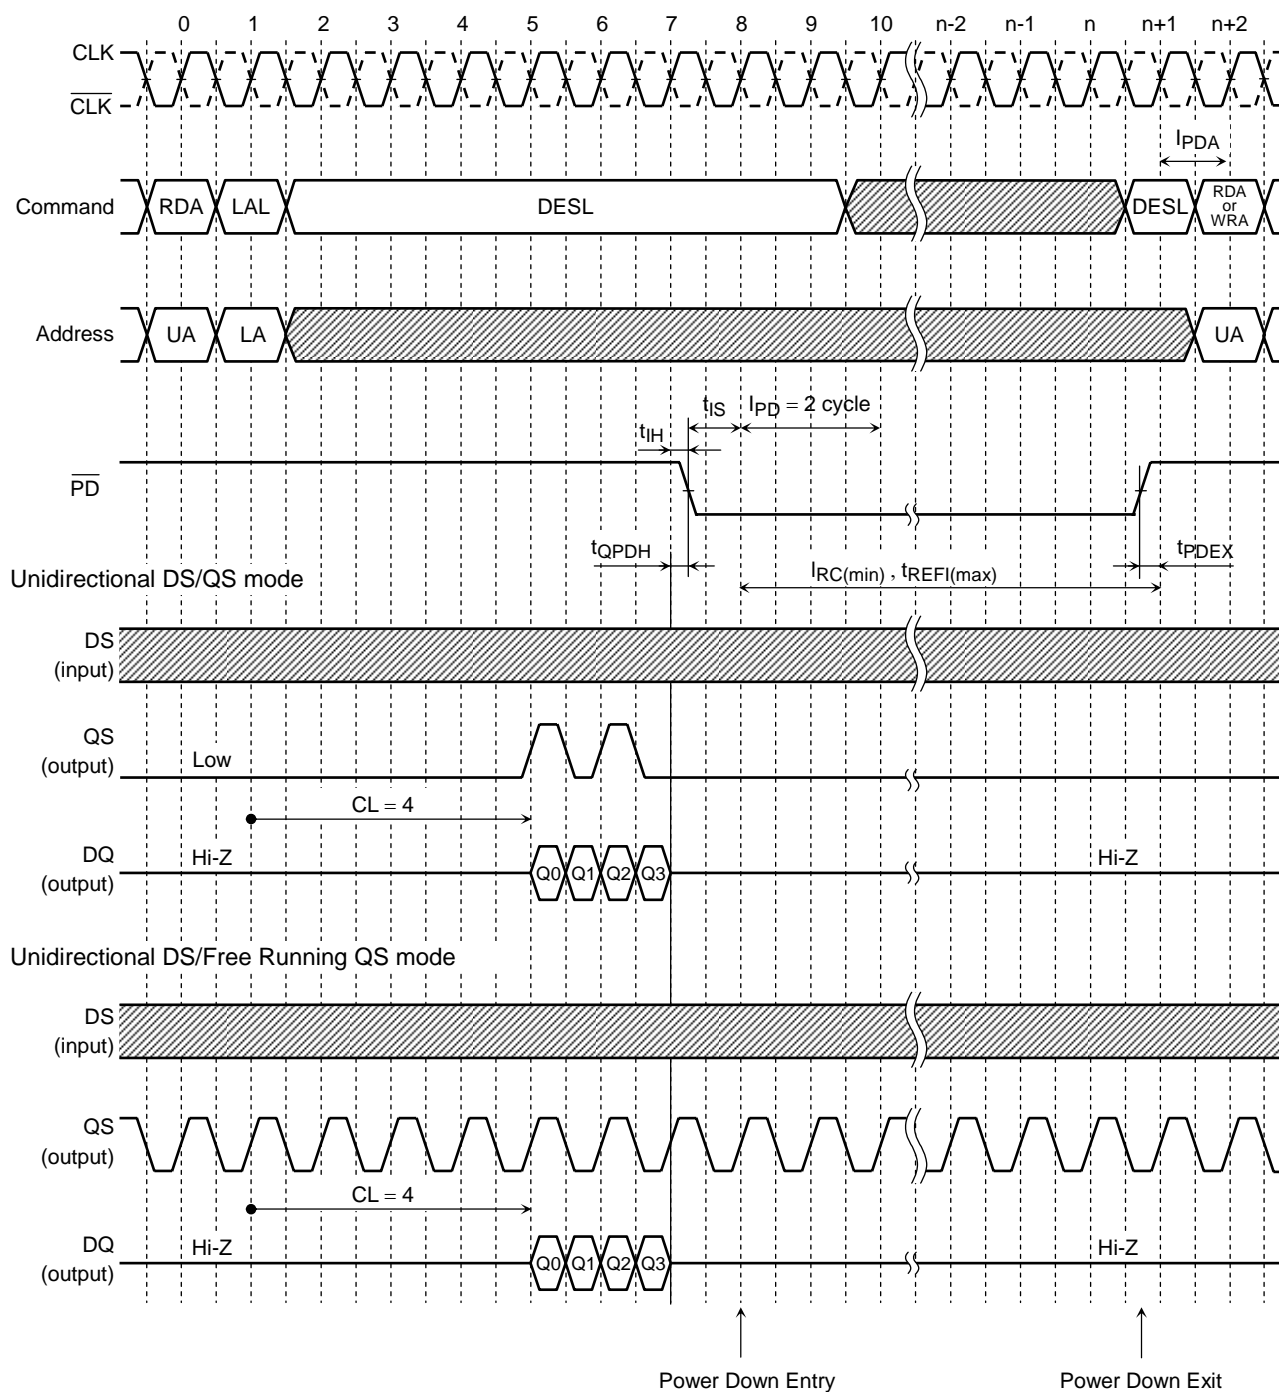 0 1 2 3 4 5 6 7 8 9 10 n-2 n-1 n n+1 n+2
CLK
CLK
IPDA
Command RDA LAL DESL DESL RDA or WRA
Address UA LA UA
tIH tIS IPD = 2 cycle
PD
tQPDH tPDEX
IRC(min) , tREFI(max)
Unidirectional DS/QS mode
DS
(input)
QS
(output) Low
CL = 4
DQ
(output) Hi-Z Q0 Q1 Q2 Q3 Hi-Z
Unidirectional DS/Free Running QS mode
DS
(input)
QS
(output)
CL = 4
DQ
(output) Hi-Z Q0 Q1 Q2 Q3 Hi-Z
Power Down Entry Power Down Exit